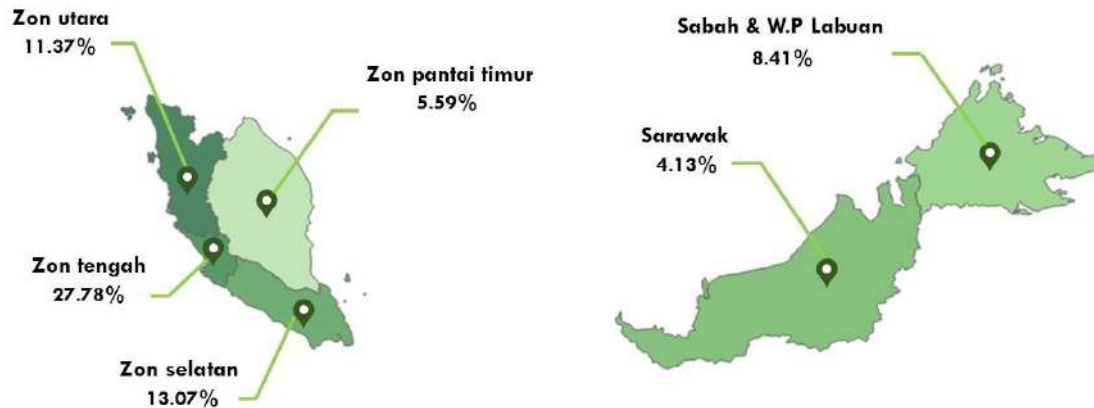 Zon utara
11.37%
Zon pantai timur
5.59%
Zon tengah
27.78%
Zon selatan
13.07%
Sabah & W.P Labuan
8.41%
Sarawak
4.13%